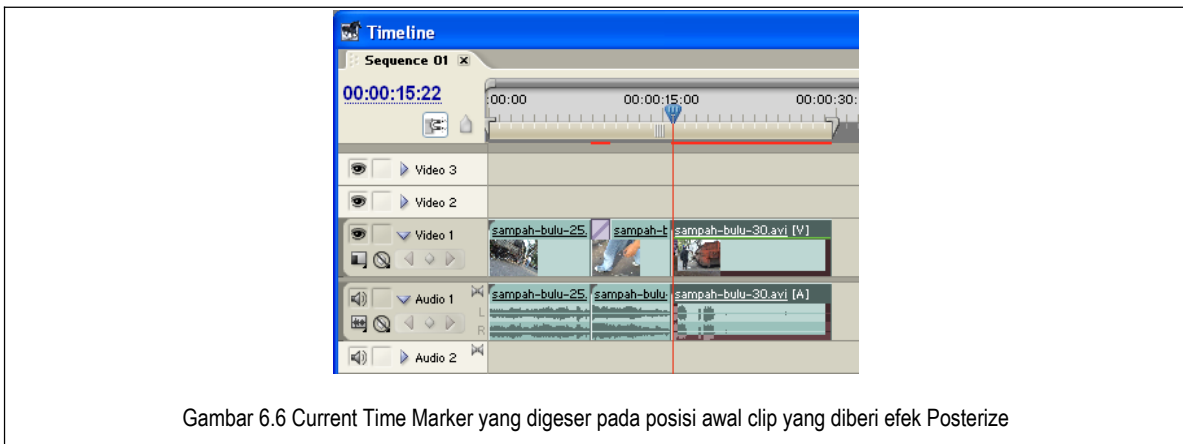 Timeline
Sequence 01
00:00:15:22
:00:00 00:00:15:00 00:00:30:
Video 3
Video 2
Video 1
sampah-bulu-25. sampah-b sampah-bulu-30.avi [V]
Audio 1
sampah-bulu-25. sampah-bulu- sampah-bulu-30.avi [A]
L
R
Audio 2
Gambar 6.6 Current Time Marker yang digeser pada posisi awal clip yang diberi efek Posterize